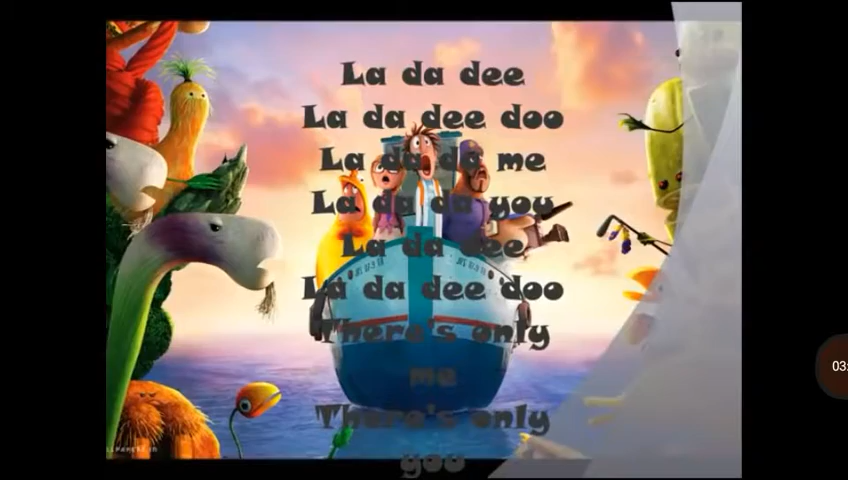 La da dee
La da dee doo
La da da me
La da da you
La da dee
La da dee doo
There's only
me
There's only
you
03: